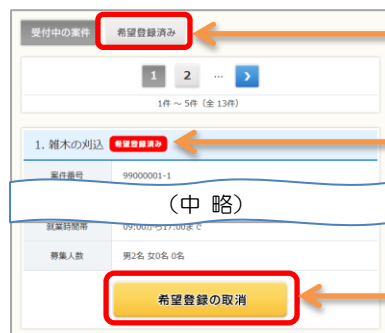 受付中の案件 希望登録済み
1 2 … >
1件 ~ 5件 (全 13件)
1. 雑木の刈込 希望登録済み
案件番号 99000001-1
(中 略)
就業時間帯 09:00から17:00まで
募集人数 男2名 女0名 0名
希望登録の取消